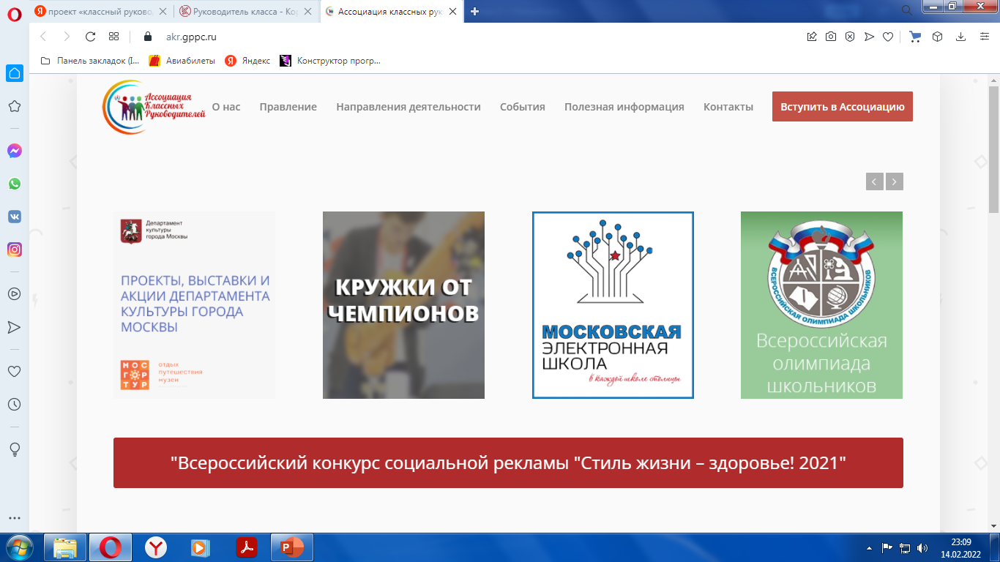 проект «классный руково
Руководитель класса - Кор
Ассоциация классных рук
akr.gppc.ru
Панель закладок (I...
Авиабилеты
Яндекс
Конструктор прогр...
Ассоциация
Классных
Руководителей
О нас
Правление
Направления деятельности
События
Полезная информация
Контакты
Вступить в Ассоциацию
Департамент
культуры
города Москвы
ПРОЕКТЫ, ВЫСТАВКИ И
АКЦИИ ДЕПАРТАМЕНТА
КУЛЬТУРЫ ГОРОДА
МОСКВЫ
МОС
ГОР
ТУР
отдых
путешествия
музеи
КРУЖКИ ОТ
ЧЕМПИОНОВ
МОСКОВСКАЯ
ЭЛЕКТРОННАЯ
ШКОЛА
в каждой школе столицы
ВСЕРОССИЙСКАЯ ОЛИМПИАДА ШКОЛЬНИКОВ
Всероссийская
олимпиада
школьников
"Всероссийский конкурс социальной рекламы "Стиль жизни – здоровье! 2021"
23:09
14.02.2022